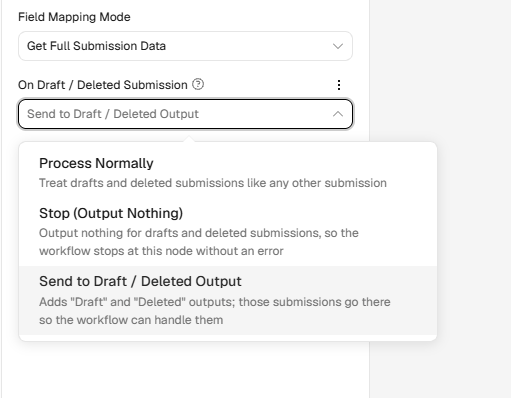 Field Mapping Mode
Get Full Submission Data
On Draft / Deleted Submission
Send to Draft / Deleted Output
Process Normally
Treat drafts and deleted submissions like any other submission
Stop (Output Nothing)
Output nothing for drafts and deleted submissions, so the
workflow stops at this node without an error
Send to Draft / Deleted Output
Adds "Draft" and "Deleted" outputs; those submissions go there
so the workflow can handle them